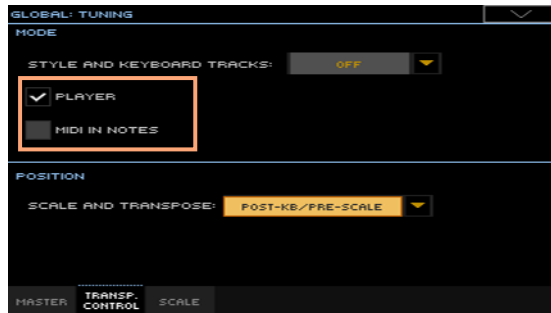 GLOBAL: TUNING
MODE
STYLE AND KEYBOARD TRACKS: OFF
PLAYER
MIDI IN NOTES
POSITION
SCALE AND TRANSPOSE: POST-KB/PRE-SCALE
MASTER TRANSP. CONTROL SCALE